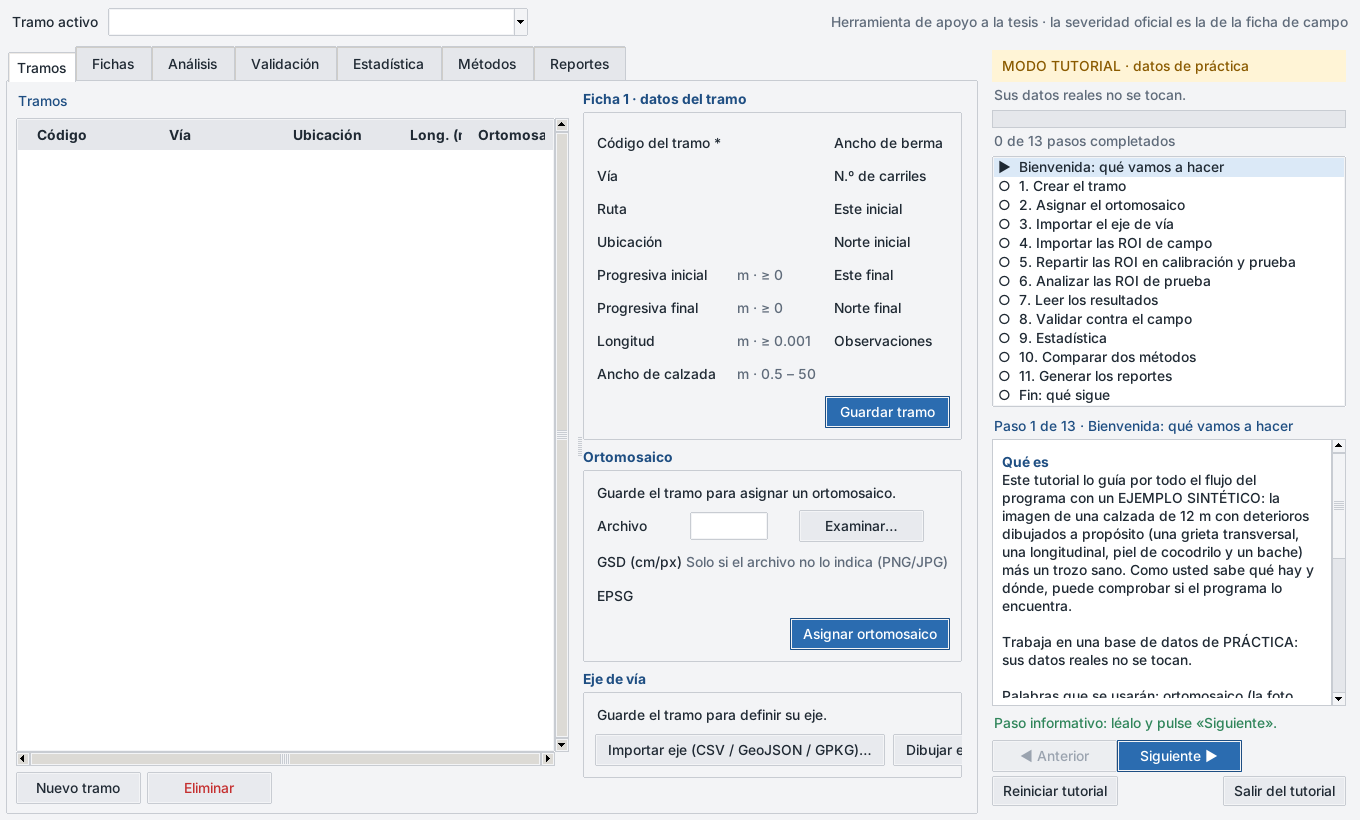 Tramo activo
Herramienta de apoyo a la tesis · la severidad oficial es la de la ficha de campo
Tramos
Fichas
Análisis
Validación
Estadística
Métodos
Reportes
Tramos
Código
Vía
Ubicación
Long. (
Ortomosa
Nuevo tramo
Eliminar
Ficha 1 · datos del tramo
Código del tramo *
Ancho de berma
Vía
N.º de carriles
Ruta
Este inicial
Ubicación
Norte inicial
Progresiva inicial
m · ≥ 0
Este final
Progresiva final
m · ≥ 0
Norte final
Longitud
m · ≥ 0.001
Observaciones
Ancho de calzada
m · 0.5 – 50
Guardar tramo
Ortomosaico
Guarde el tramo para asignar un ortomosaico.
Archivo
Examinar...
GSD (cm/px)
Solo si el archivo no lo indica (PNG/JPG)
EPSG
Asignar ortomosaico
Eje de vía
Guarde el tramo para definir su eje.
Importar eje (CSV / GeoJSON / GPKG)...
Dibujar e
MODO TUTORIAL · datos de práctica
Sus datos reales no se tocan.
0 de 13 pasos completados
▶ Bienvenida: qué vamos a hacer
○ 1. Crear el tramo
○ 2. Asignar el ortomosaico
○ 3. Importar el eje de vía
○ 4. Importar las ROI de campo
○ 5. Repartir las ROI en calibración y prueba
○ 6. Analizar las ROI de prueba
○ 7. Leer los resultados
○ 8. Validar contra el campo
○ 9. Estadística
○ 10. Comparar dos métodos
○ 11. Generar los reportes
○ Fin: qué sigue
Paso 1 de 13 · Bienvenida: qué vamos a hacer
Qué es
Este tutorial lo guía por todo el flujo del
programa con un EJEMPLO SINTÉTICO: la
imagen de una calzada de 12 m con deterioros
dibujados a propósito (una grieta transversal,
una longitudinal, piel de cocodrilo y un bache)
más un trozo sano. Como usted sabe qué hay y
dónde, puede comprobar si el programa lo
encuentra.
Trabaja en una base de datos de PRÁCTICA:
sus datos reales no se tocan.
Palabras que se usarán: ortomosaico (la foto
Paso informativo: léalo y pulse «Siguiente».
◀ Anterior
Siguiente ▶
Reiniciar tutorial
Salir del tutorial